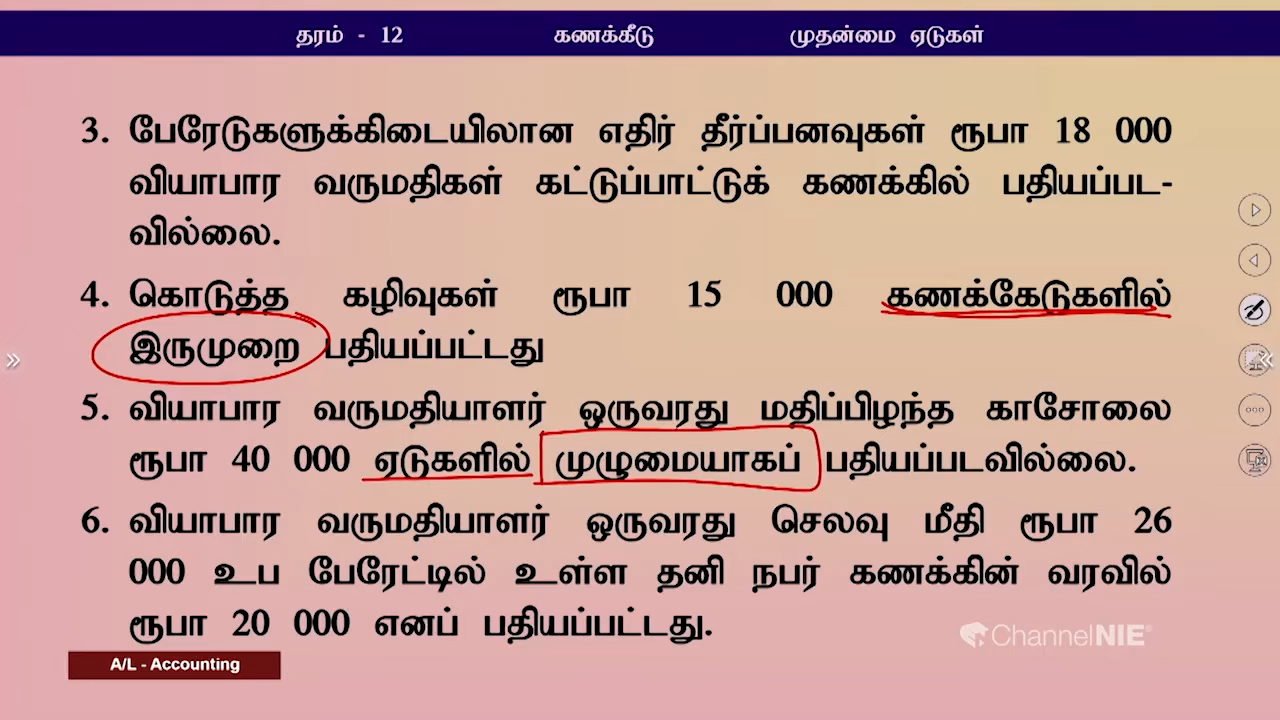 தரம் - 12 கணக்கீடு முதன்மை ஏடுகள்
3. பேரேடுகளுக்கிடையிலான எதிர் தீர்ப்பனவுகள் ரூபா 18 000
வியாபார வருமதிகள் கட்டுப்பாட்டுக் கணக்கில் பதியப்பட-
வில்லை.
4. கொடுத்த கழிவுகள் ரூபா 15 000 கணக்கேடுகளில்
இருமுறை பதியப்பட்டது
5. வியாபார வருமதியாளர் ஒருவரது மதிப்பிழந்த காசோலை
ரூபா 40 000 ஏடுகளில் முழுமையாகப் பதியப்படவில்லை.
6. வியாபார வருமதியாளர் ஒருவரது செலவு மீதி ரூபா 26
000 உப பேரேட்டில் உள்ள தனி நபர் கணக்கின் வரவில்
ரூபா 20 000 எனப் பதியப்பட்டது.
ChannelNIE
A/L - Accounting